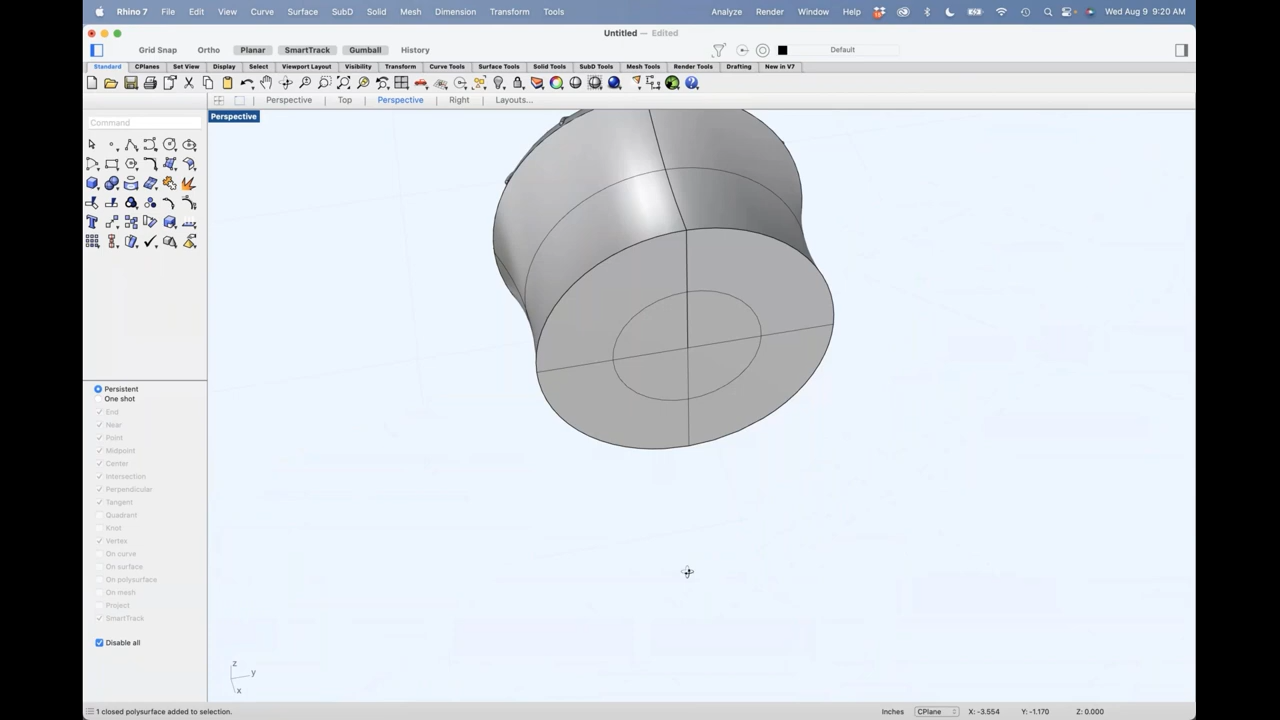 Rhino 7 File Edit View Curve Surface SubD Solid Mesh Dimension Transform Tools Analyze Render Window Help Wed Aug 9 9:20 AM
Untitled — Edited
Grid Snap Ortho Planar SmartTrack Gumball History Default
Standard CPlanes Set View Display Select Viewport Layout Visibility Transform Curve Tools Surface Tools Solid Tools SubD Tools Mesh Tools Render Tools Drafting New in V7
Perspective Top Perspective Right Layouts...
Perspective
Command
Persistent
One shot
End
Near
Point
Midpoint
Center
Intersection
Perpendicular
Tangent
Quadrant
Knot
Vertex
On curve
On surface
On polysurface
On mesh
Project
SmartTrack
Disable all
z
y
x
1 closed polysurface added to selection. Inches CPlane X: -3.554 Y: -1.170 Z: 0.000